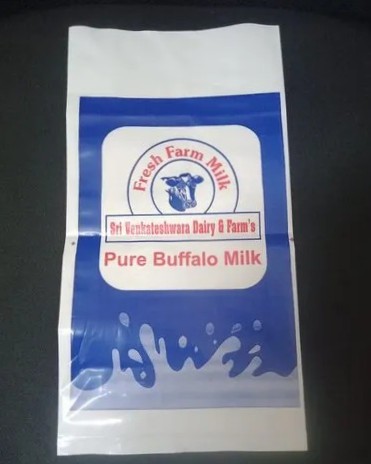 Fresh Farm Milk
Sri Venkateshwara Dairy & Farm's
Pure Buffalo Milk